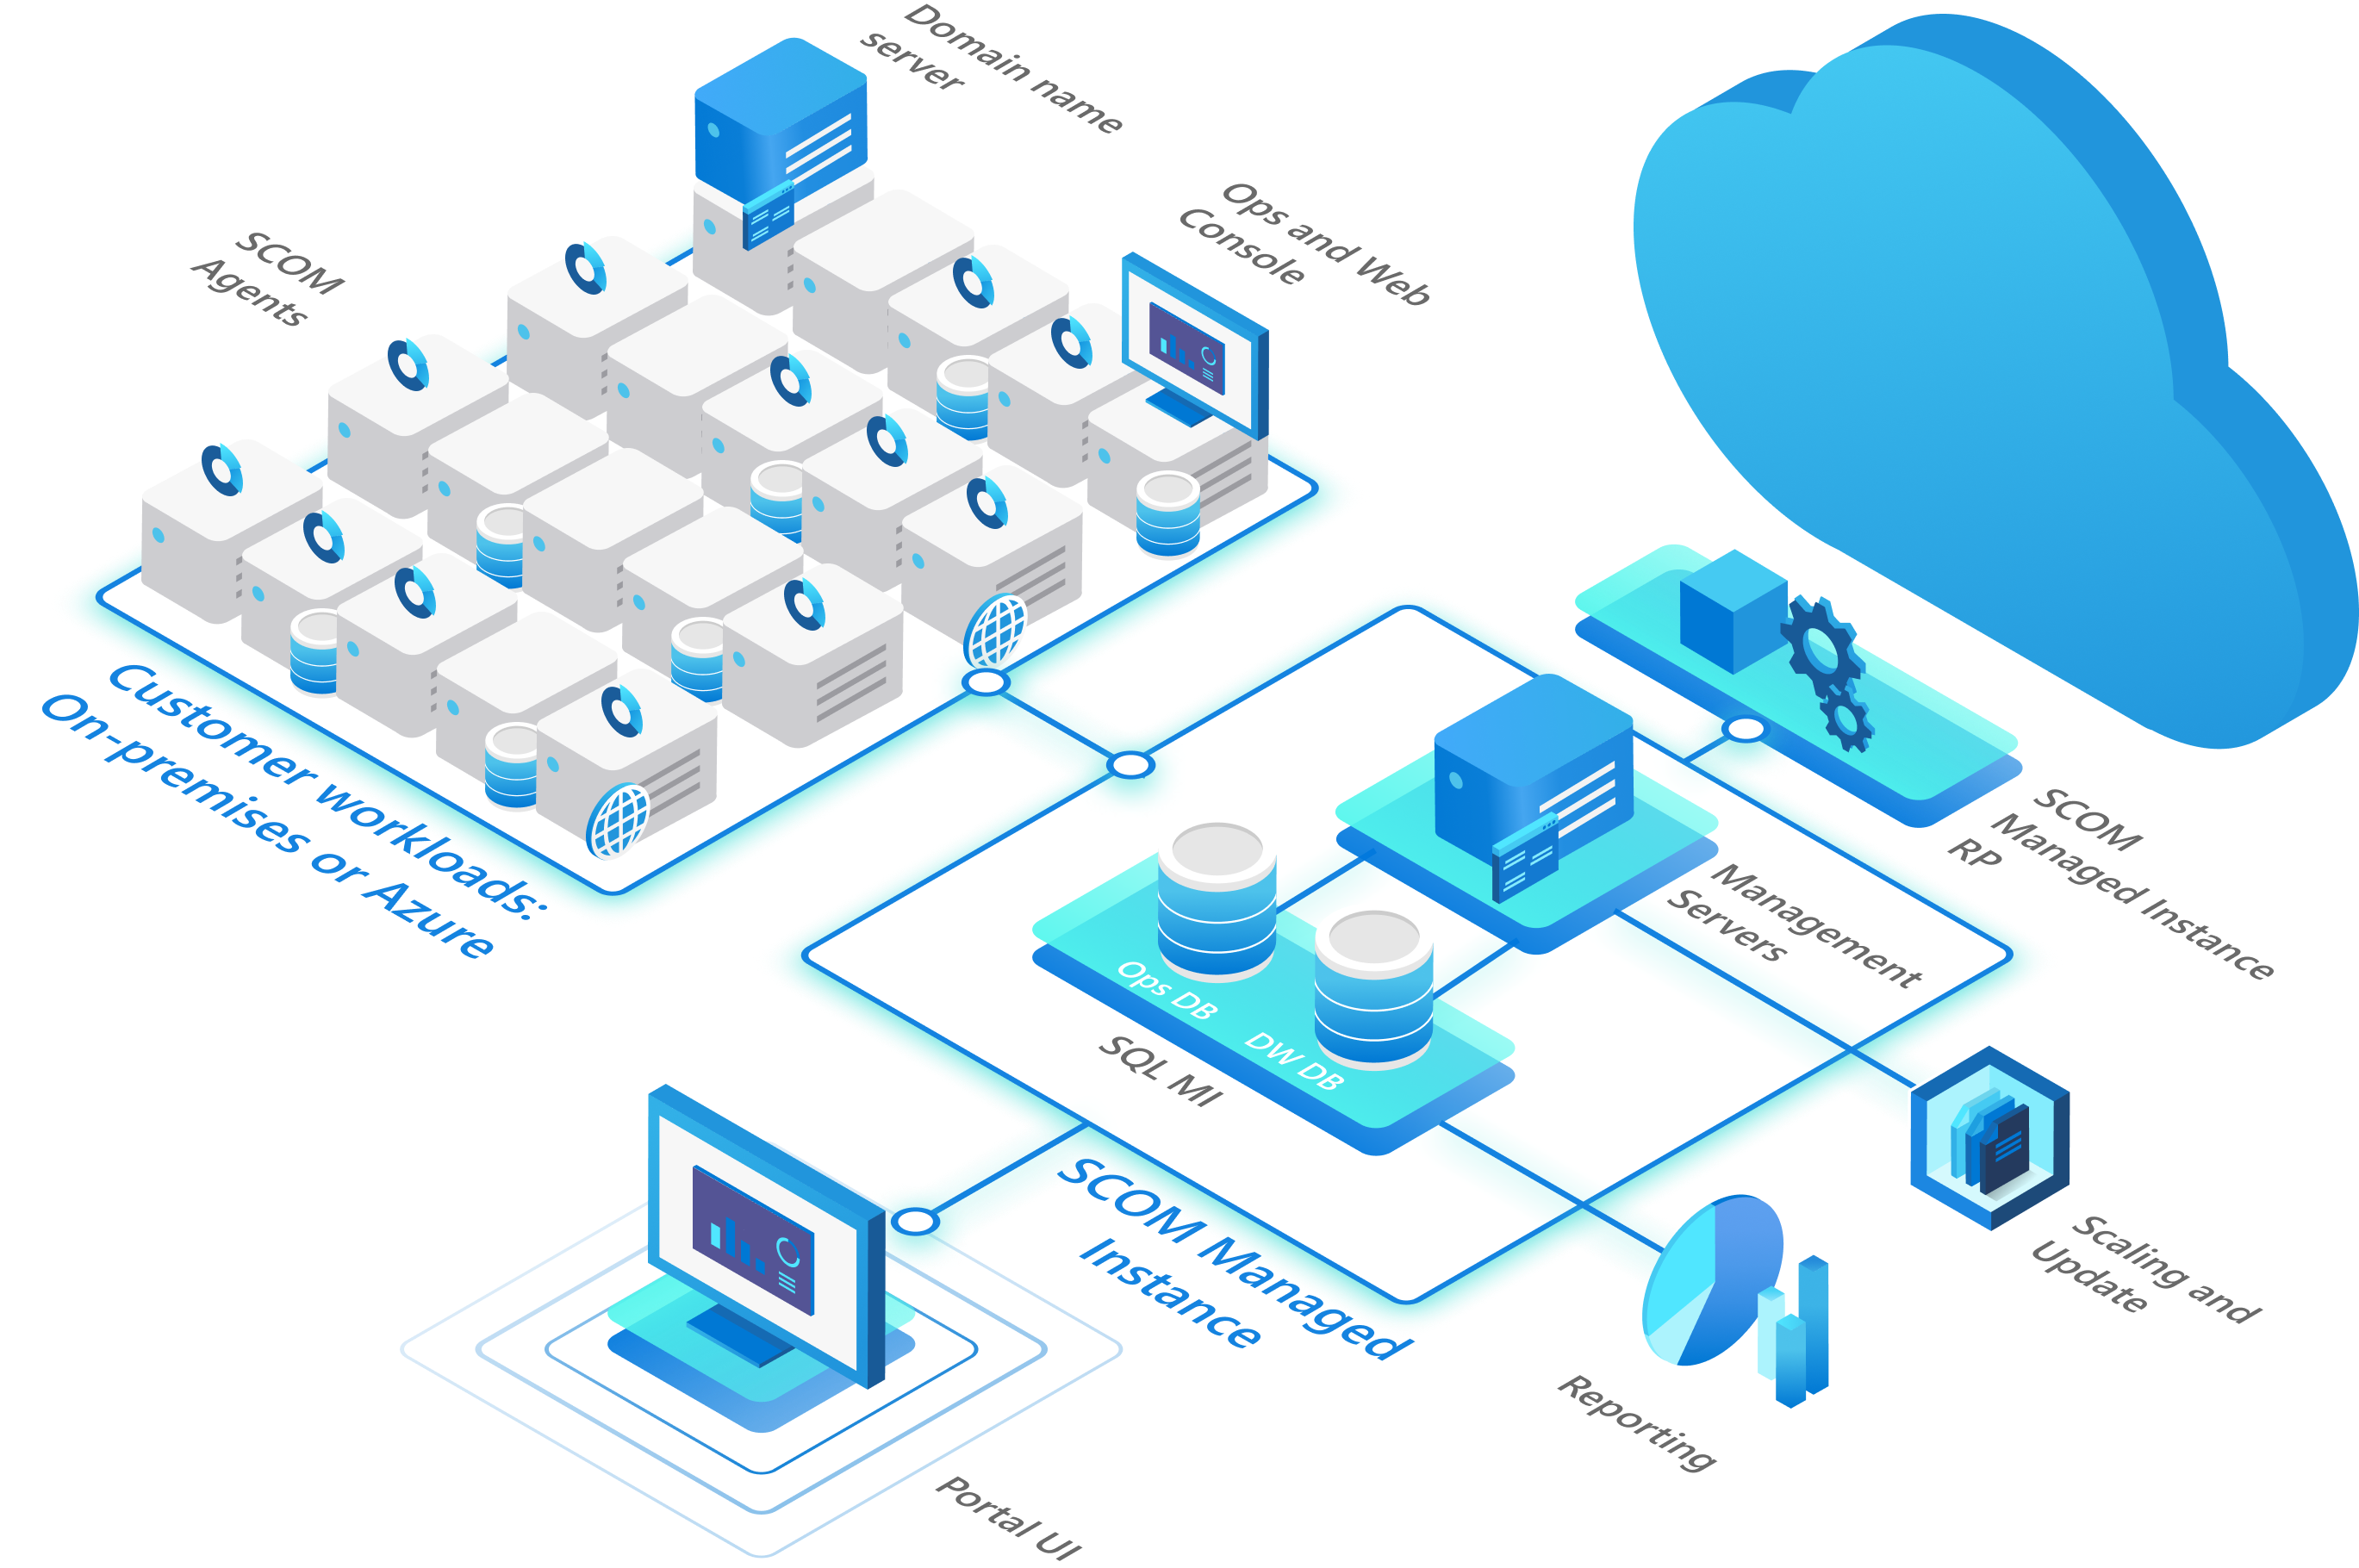 Domain name
server
Ops and Web
Console
SCOM
Agents
Customer workloads:
On-premises or Azure
SCOM
Managed Instance
RP
Management
Servers
Ops DB
DW DB
SQL MI
SCOM Managed
Instance
Scaling and
Update
Reporting
Portal UI